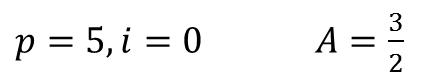 p = 5, i = 0    A = 3/2